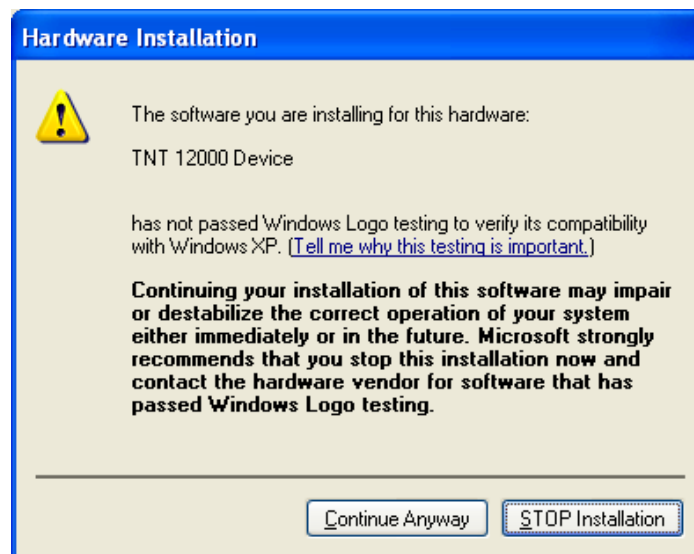 Hardware Installation
The software you are installing for this hardware:
TNT 12000 Device
has not passed Windows Logo testing to verify its compatibility
with Windows XP. (Tell me why this testing is important.)
Continuing your installation of this software may impair
or destabilize the correct operation of your system
either immediately or in the future. Microsoft strongly
recommends that you stop this installation now and
contact the hardware vendor for software that has
passed Windows Logo testing.
Continue Anyway
STOP Installation